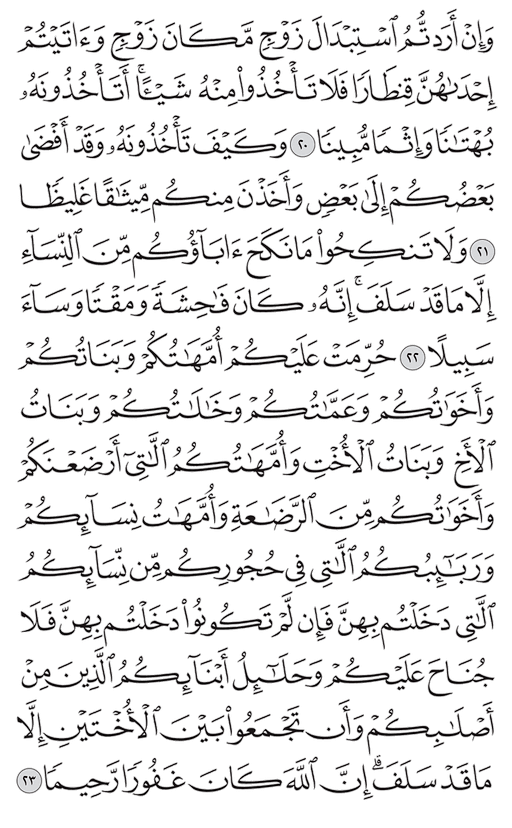 وَإِنْ أَرَدتُّمُ ٱسْتِبْدَالَ زَوْجٍ مَّكَانَ زَوْجٍ وَءَاتَيْتُمْ
إِحْدَىٰهُنَّ قِنطَارًا فَلَا تَأْخُذُوا۟ مِنْهُ شَيْـًٔا ۚ أَتَأْخُذُونَهُۥ
بُهْتَـٰنًا وَإِثْمًا مُّبِينًا ٢٠ وَكَيْفَ تَأْخُذُونَهُۥ وَقَدْ أَفْضَىٰ
بَعْضُكُمْ إِلَىٰ بَعْضٍ وَأَخَذْنَ مِنكُم مِّيثَـٰقًا غَلِيظًا
٢١ وَلَا تَنكِحُوا۟ مَا نَكَحَ ءَابَآؤُكُم مِّنَ ٱلنِّسَآءِ
إِلَّا مَا قَدْ سَلَفَ ۚ إِنَّهُۥ كَانَ فَـٰحِشَةً وَمَقْتًا وَسَآءَ
سَبِيلًا ٢٢ حُرِّمَتْ عَلَيْكُمْ أُمَّهَـٰتُكُمْ وَبَنَاتُكُمْ
وَأَخَوَٰتُكُمْ وَعَمَّـٰتُكُمْ وَخَـٰلَـٰتُكُمْ وَبَنَاتُ
ٱلْأَخِ وَبَنَاتُ ٱلْأُخْتِ وَأُمَّهَـٰتُكُمُ ٱلَّـٰتِىٓ أَرْضَعْنَكُمْ
وَأَخَوَٰتُكُم مِّنَ ٱلرَّضَـٰعَةِ وَأُمَّهَـٰتُ نِسَآئِكُمْ
وَرَبَـٰٓئِبُكُمُ ٱلَّـٰتِى فِى حُجُورِكُم مِّن نِّسَآئِكُمُ
ٱلَّـٰتِى دَخَلْتُم بِهِنَّ فَإِن لَّمْ تَكُونُوا۟ دَخَلْتُم بِهِنَّ فَلَا
جُنَاحَ عَلَيْكُمْ وَحَلَـٰٓئِلُ أَبْنَآئِكُمُ ٱلَّذِينَ مِنْ
أَصْلَـٰبِكُمْ وَأَن تَجْمَعُوا۟ بَيْنَ ٱلْأُخْتَيْنِ إِلَّا
مَا قَدْ سَلَفَ ۗ إِنَّ ٱللَّهَ كَانَ غَفُورًا رَّحِيمًا ٢٣